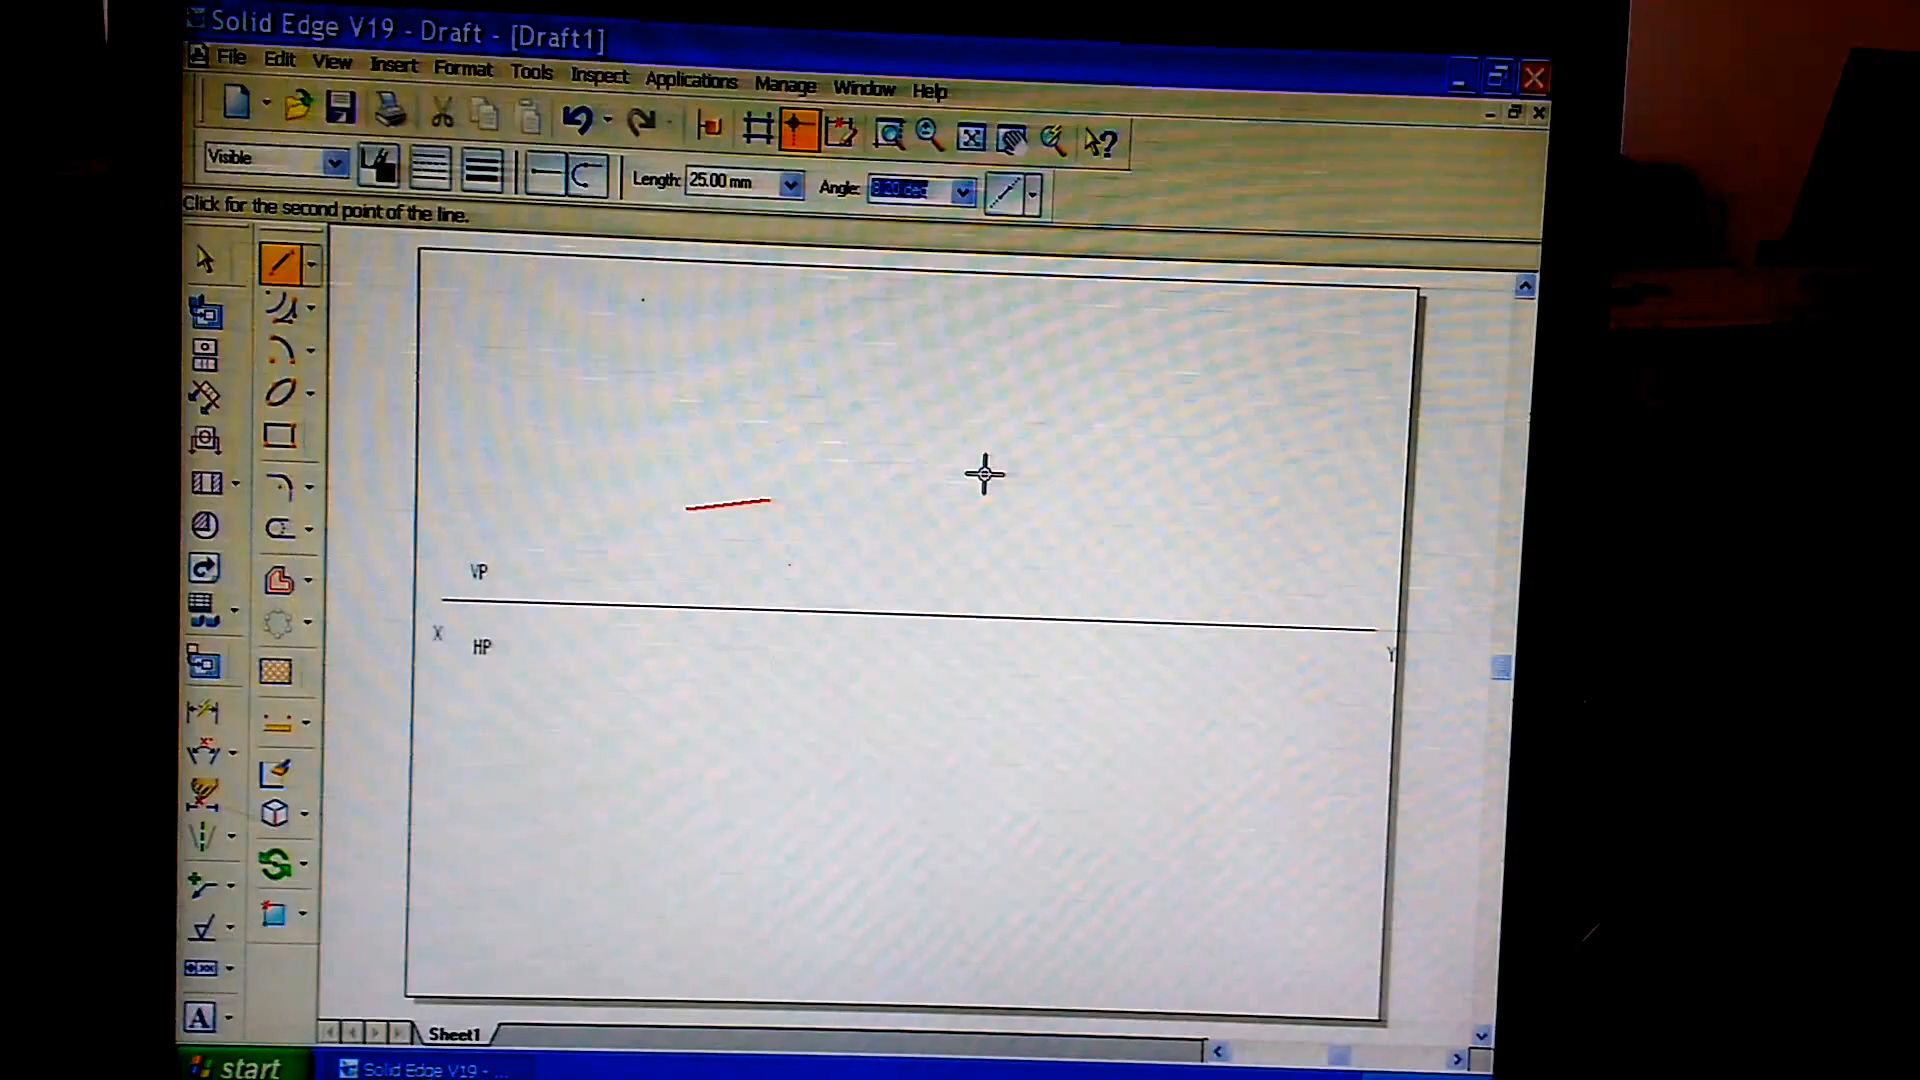 Solid Edge V19 - Draft - [Draft1]
File Edit View Insert Format Tools Inspect Applications Manage Window Help
Visible Length: 25.00 mm Angle:
Click for the second point of the line.
VP
X HP
Y
A
Sheet1
start Solid Edge V19 - ...